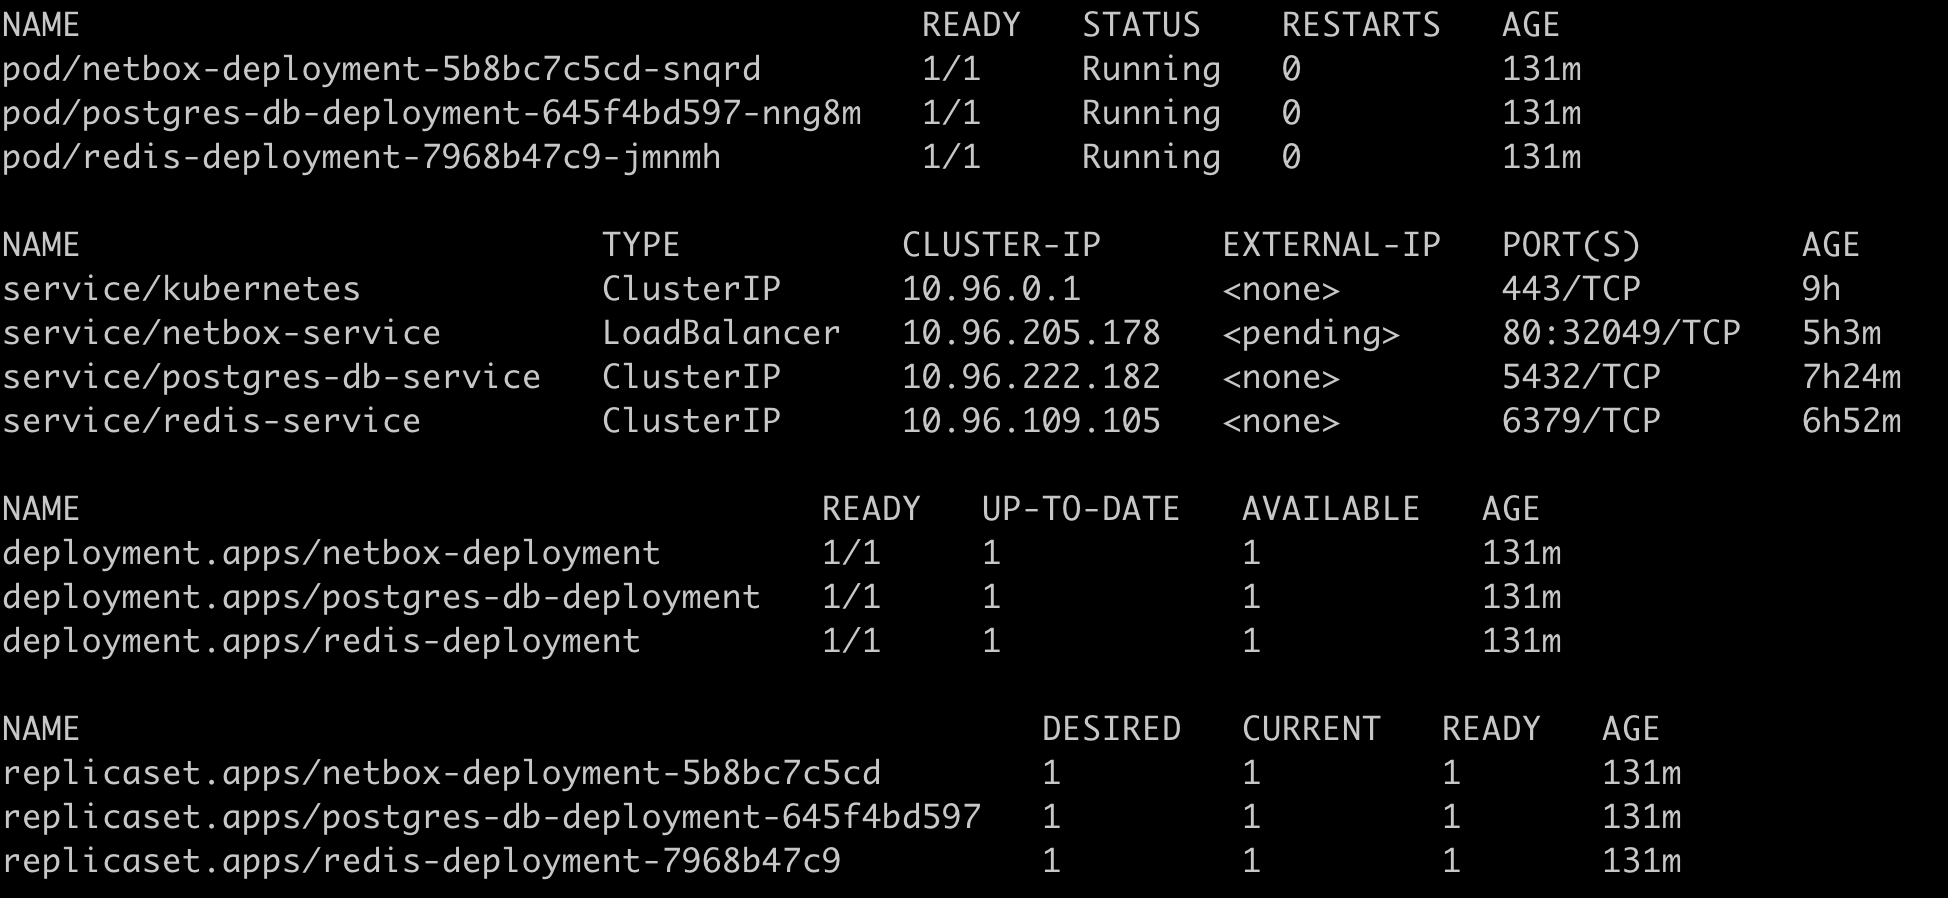 NAME READY STATUS RESTARTS AGE
pod/netbox-deployment-5b8bc7c5cd-snqrd 1/1 Running 0 131m
pod/postgres-db-deployment-645f4bd597-nng8m 1/1 Running 0 131m
pod/redis-deployment-7968b47c9-jmnmh 1/1 Running 0 131m
NAME TYPE CLUSTER-IP EXTERNAL-IP PORT(S) AGE
service/kubernetes ClusterIP 10.96.0.1 <none> 443/TCP 9h
service/netbox-service LoadBalancer 10.96.205.178 <pending> 80:32049/TCP 5h3m
service/postgres-db-service ClusterIP 10.96.222.182 <none> 5432/TCP 7h24m
service/redis-service ClusterIP 10.96.109.105 <none> 6379/TCP 6h52m
NAME READY UP-TO-DATE AVAILABLE AGE
deployment.apps/netbox-deployment 1/1 1 1 131m
deployment.apps/postgres-db-deployment 1/1 1 1 131m
deployment.apps/redis-deployment 1/1 1 1 131m
NAME DESIRED CURRENT READY AGE
replicaset.apps/netbox-deployment-5b8bc7c5cd 1 1 1 131m
replicaset.apps/postgres-db-deployment-645f4bd597 1 1 1 131m
replicaset.apps/redis-deployment-7968b47c9 1 1 1 131m